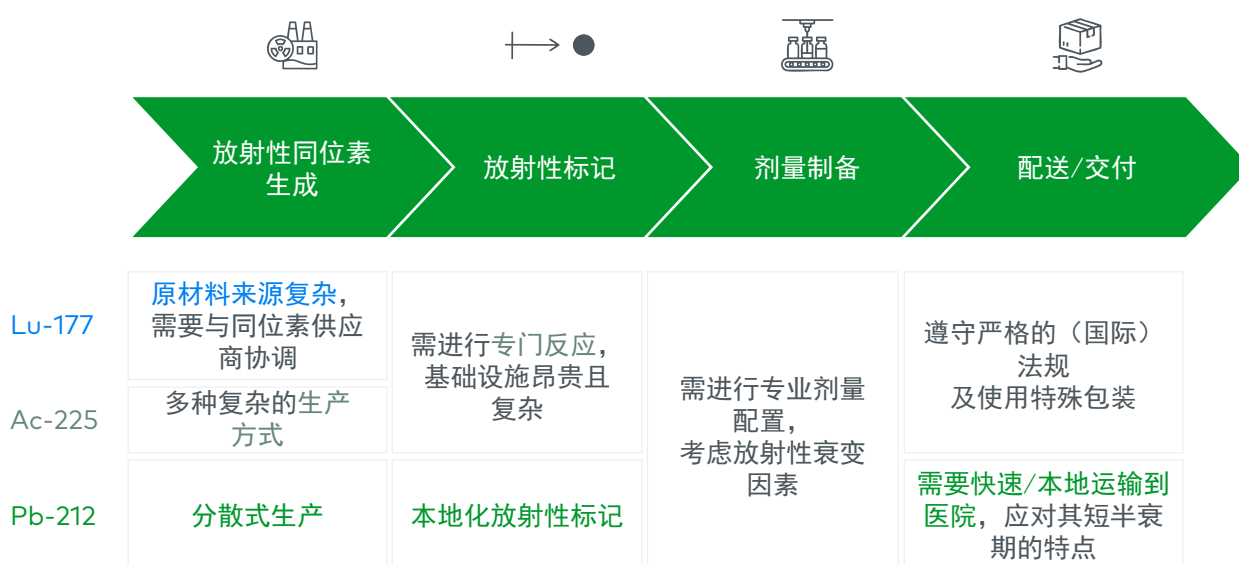 放射性同位素
生成
放射性标记
剂量制备
配送/交付
Lu-177
原材料来源复杂，
需要与同位素供应
商协调
需进行专门反应，
基础设施昂贵且
复杂
需进行专业剂量
配置，
考虑放射性衰变
因素
遵守严格的（国际）
法规
及使用特殊包装
Ac-225
多种复杂的生产
方式
Pb-212
分散式生产
本地化放射性标记
需要快速/本地运输到
医院，应对其短半衰
期的特点